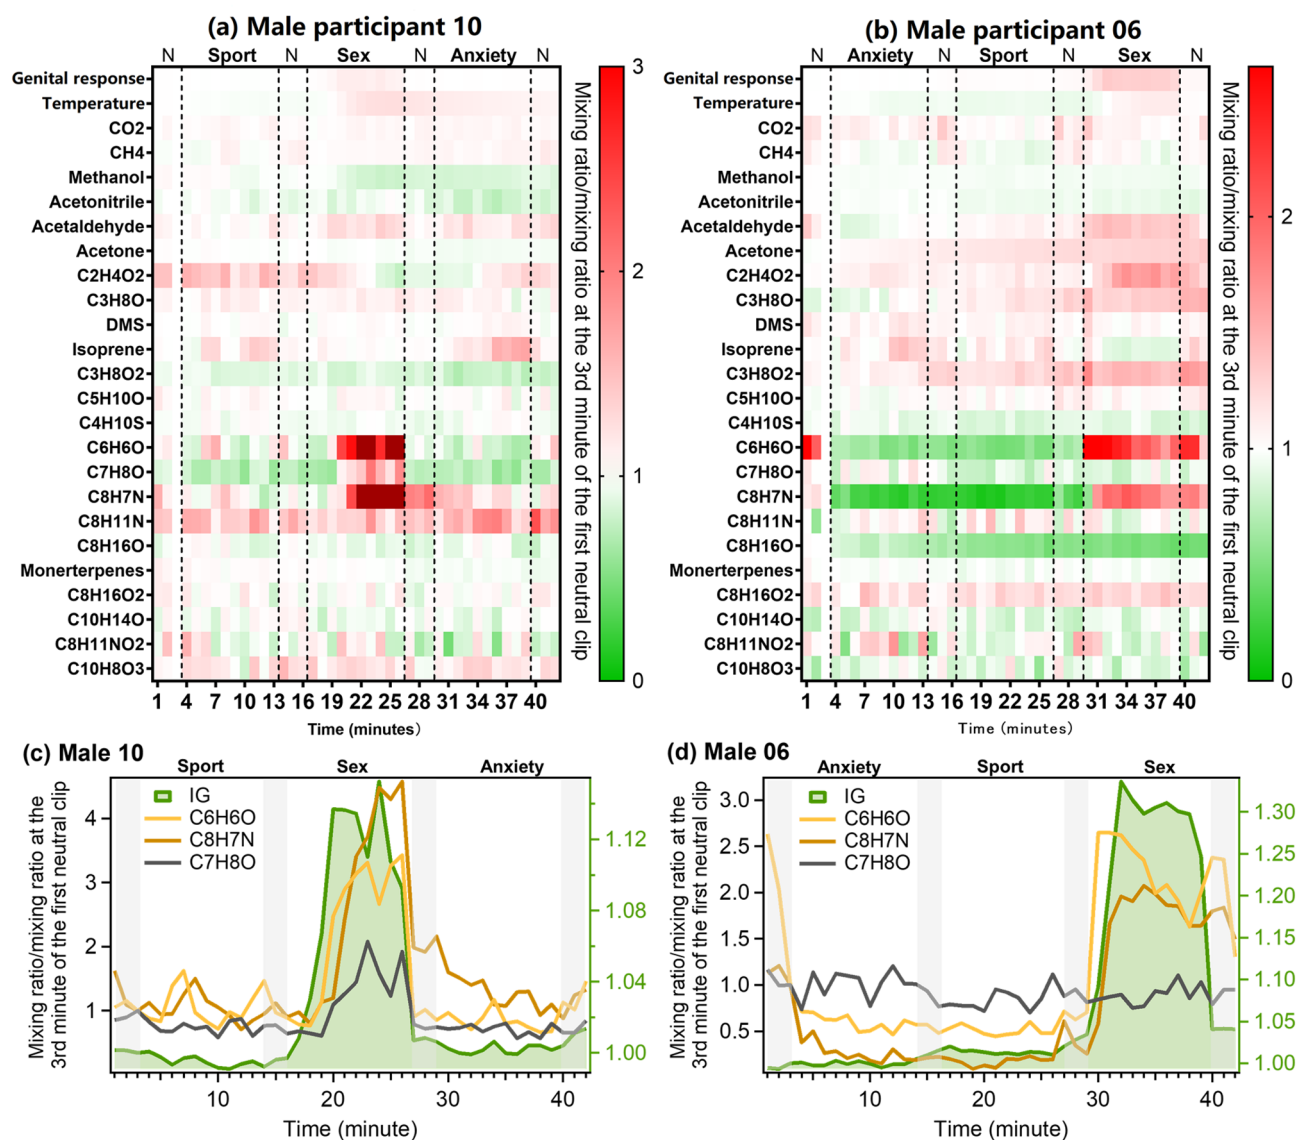 (a) Male participant 10
N Sport N Sex N Anxiety N
Genital response
Temperature
CO2
CH4
Methanol
Acetonitrile
Acetaldehyde
Acetone
C2H4O2
C3H8O
DMS
Isoprene
C3H8O2
C5H10O
C4H10S
C6H6O
C7H8O
C8H7N
C8H11N
C8H16O
Monerterpenes
C8H16O2
C10H14O
C8H11NO2
C10H8O3
1 4 7 10 13 16 19 22 25 28 31 34 37 40
Time (minutes)
3
2
1
0
Mixing ratio/mixing ratio at the 3rd minute of the first neutral clip
(b) Male participant 06
N Anxiety N Sport N Sex N
Genital response
Temperature
CO2
CH4
Methanol
Acetonitrile
Acetaldehyde
Acetone
C2H4O2
C3H8O
DMS
Isoprene
C3H8O2
C5H10O
C4H10S
C6H6O
C7H8O
C8H7N
C8H11N
C8H16O
Monerterpenes
C8H16O2
C10H14O
C8H11NO2
C10H8O3
1 4 7 10 13 16 19 22 25 28 31 34 37 40
Time (minutes)
2
1
0
Mixing ratio/mixing ratio at the 3rd minute of the first neutral clip
(c) Male 10
Sport Sex Anxiety
Mixing ratio/mixing ratio at the
3rd minute of the first neutral clip
4
3
2
1
IG
C6H6O
C8H7N
C7H8O
1.12
1.08
1.04
1.00
10 20 30 40
Time (minute)
(d) Male 06
Anxiety Sport Sex
Mixing ratio/mixing ratio at the
3rd minute of the first neutral clip
3.0
2.5
2.0
1.5
1.0
0.5
IG
C6H6O
C8H7N
C7H8O
1.30
1.25
1.20
1.15
1.10
1.05
1.00
10 20 30 40
Time (minute)